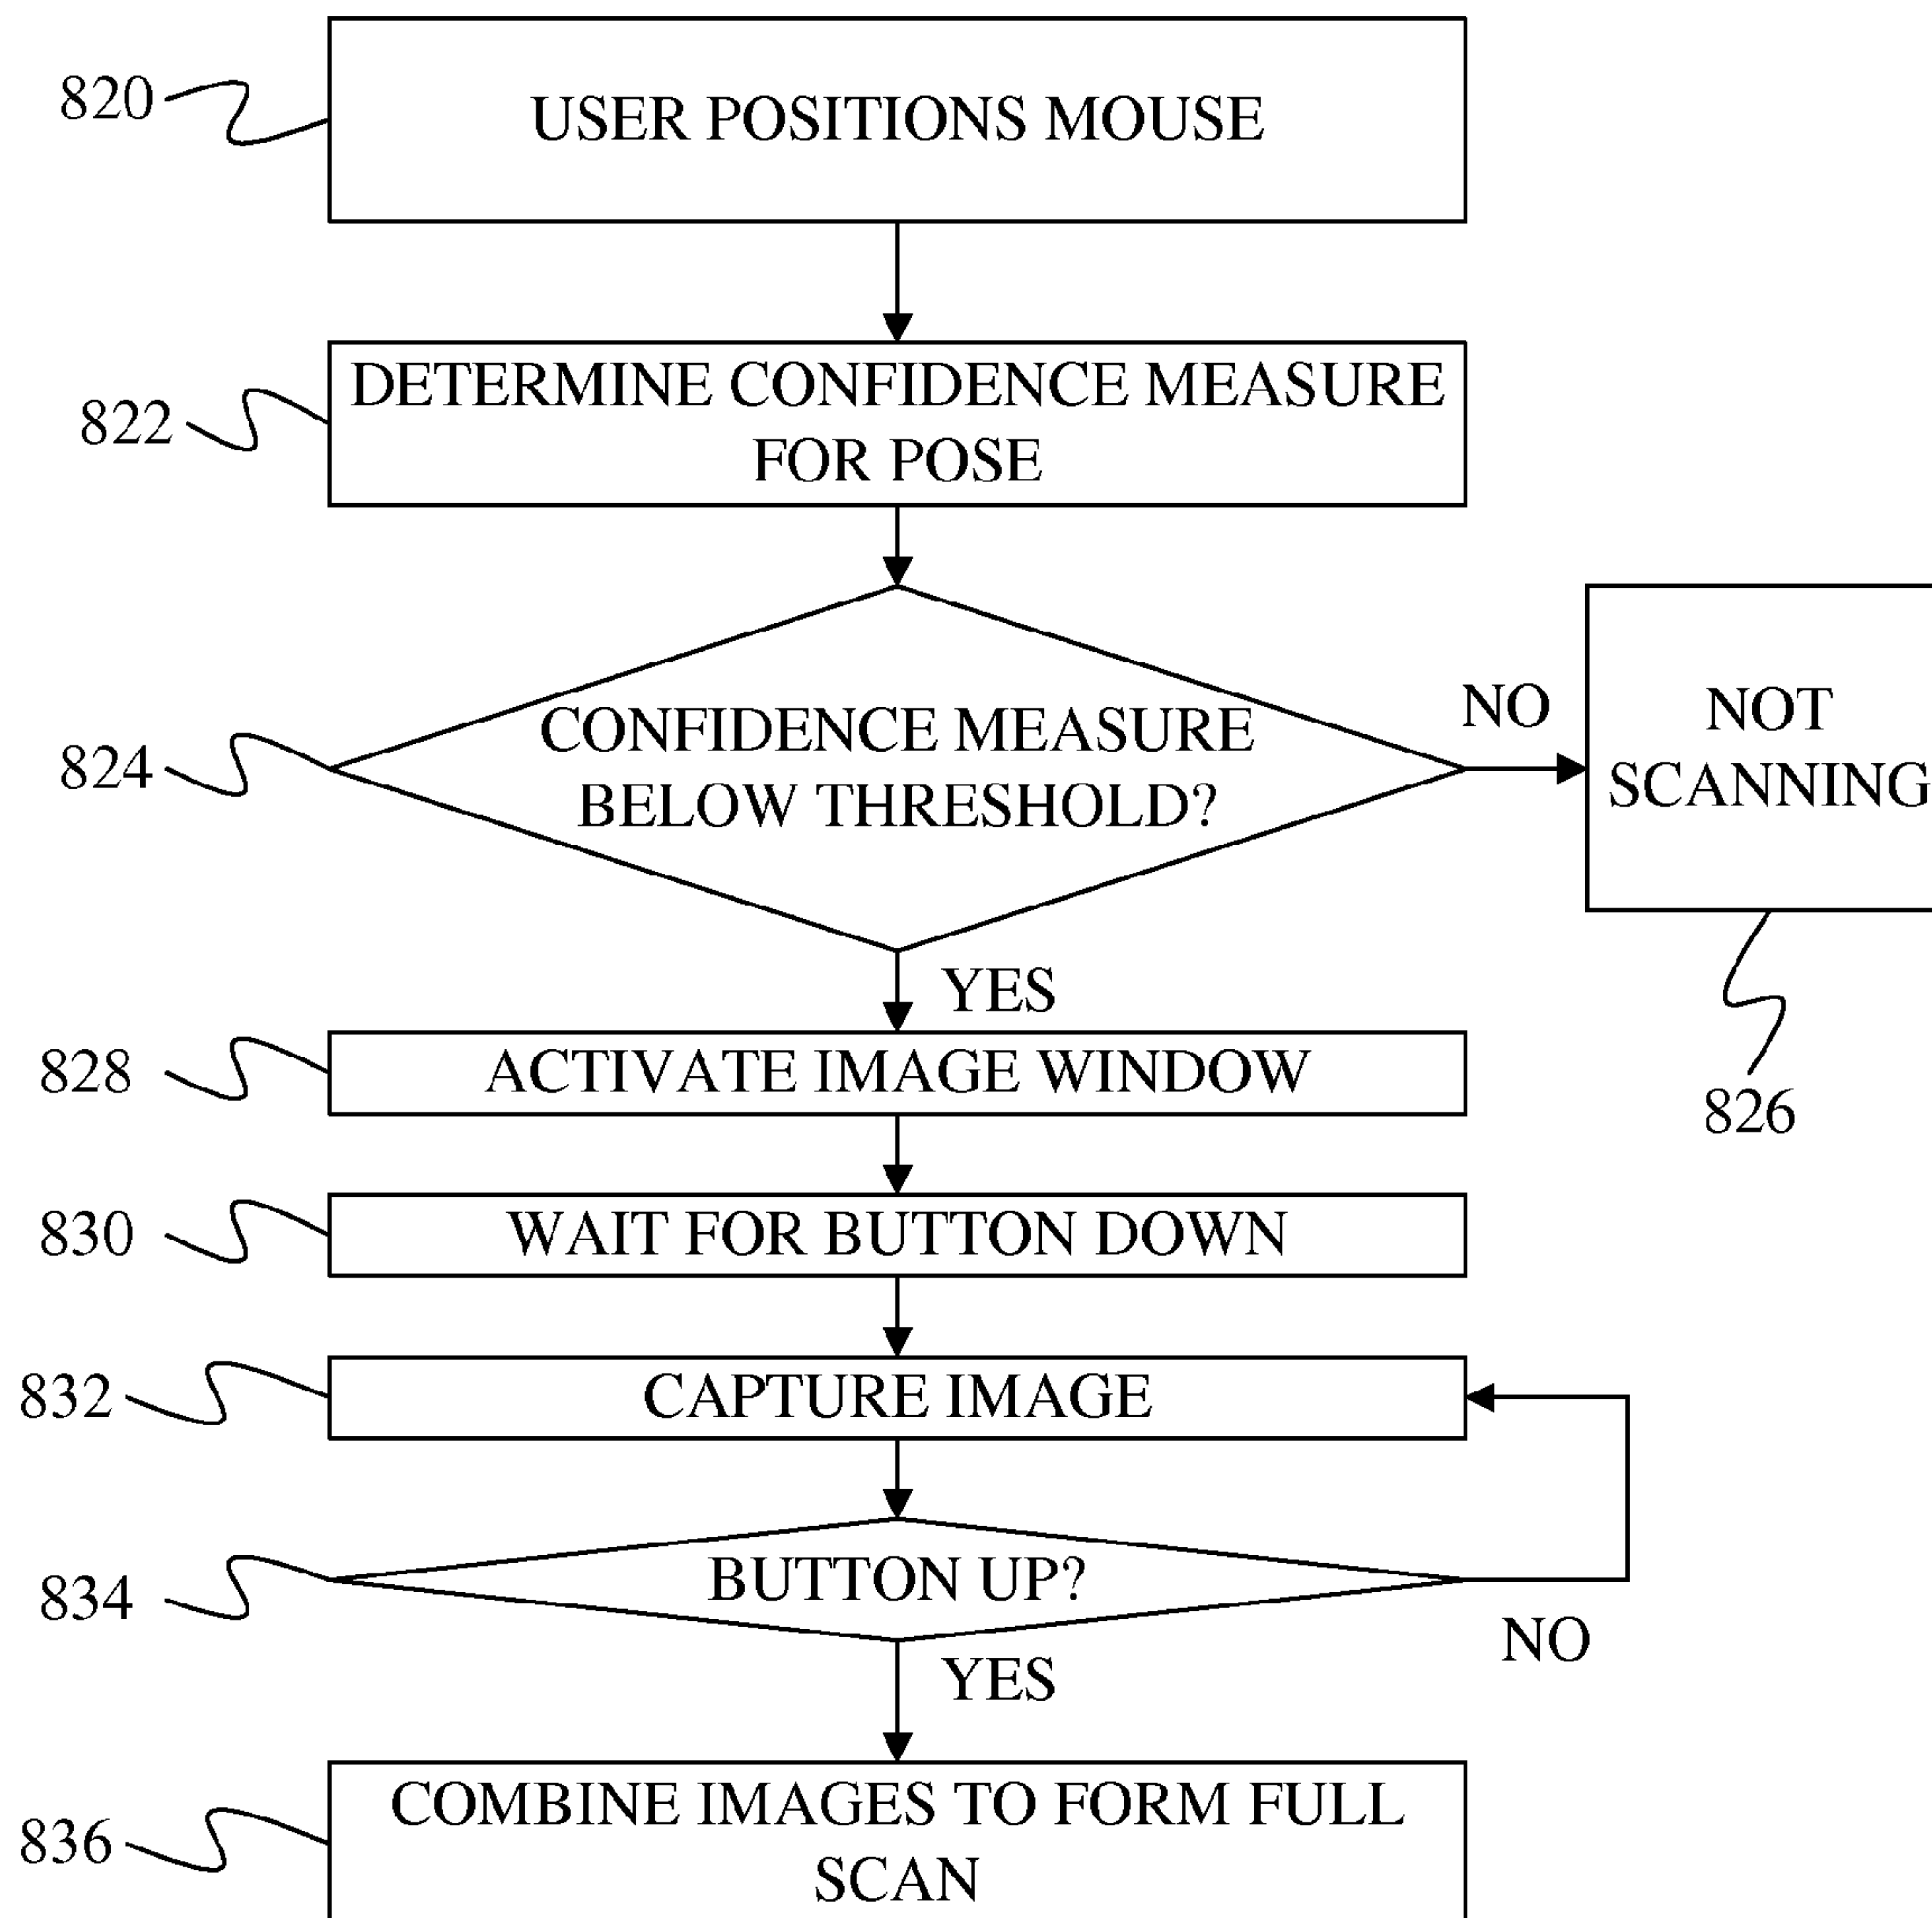 820
USER POSITIONS MOUSE
822
DETERMINE CONFIDENCE MEASURE
FOR POSE
824
CONFIDENCE MEASURE
BELOW THRESHOLD?
NO
NOT
SCANNING
826
YES
828
ACTIVATE IMAGE WINDOW
830
WAIT FOR BUTTON DOWN
832
CAPTURE IMAGE
834
BUTTON UP?
NO
YES
836
COMBINE IMAGES TO FORM FULL
SCAN